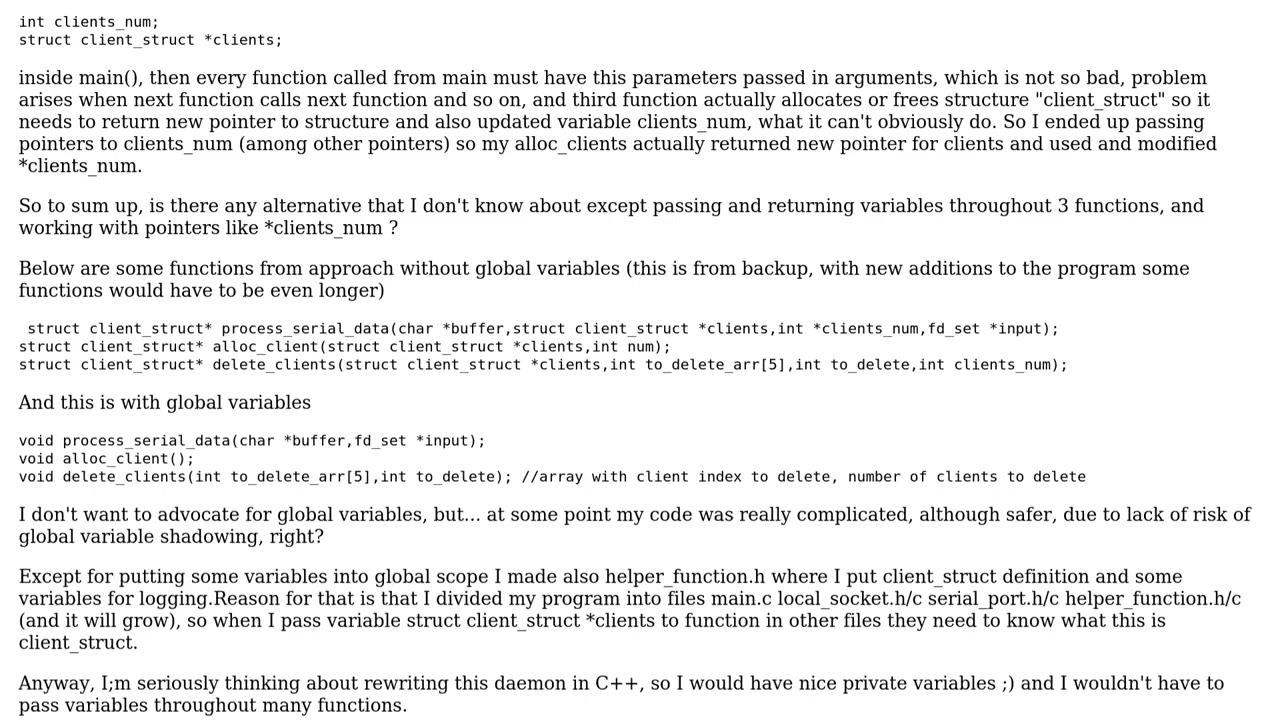 int clients_num;
struct client_struct *clients;
inside main(), then every function called from main must have this parameters passed in arguments, which is not so bad, problem
arises when next function calls next function and so on, and third function actually allocates or frees structure "client_struct" so it
needs to return new pointer to structure and also updated variable clients_num, what it can't obviously do. So I ended up passing
pointers to clients_num (among other pointers) so my alloc_clients actually returned new pointer for clients and used and modified
*clients_num.
So to sum up, is there any alternative that I don't know about except passing and returning variables throughout 3 functions, and
working with pointers like *clients_num ?
Below are some functions from approach without global variables (this is from backup, with new additions to the program some
functions would have to be even longer)
struct client_struct* process_serial_data(char *buffer,struct client_struct *clients,int *clients_num,fd_set *input);
struct client_struct* alloc_client(struct client_struct *clients,int num);
struct client_struct* delete_clients(struct client_struct *clients,int to_delete_arr[5],int to_delete,int clients_num);
And this is with global variables
void process_serial_data(char *buffer,fd_set *input);
void alloc_client();
void delete_clients(int to_delete_arr[5],int to_delete); //array with client index to delete, number of clients to delete
I don't want to advocate for global variables, but... at some point my code was really complicated, although safer, due to lack of risk of
global variable shadowing, right?
Except for putting some variables into global scope I made also helper_function.h where I put client_struct definition and some
variables for logging.Reason for that is that I divided my program into files main.c local_socket.h/c serial_port.h/c helper_function.h/c
(and it will grow), so when I pass variable struct client_struct *clients to function in other files they need to know what this is
client_struct.
Anyway, I;m seriously thinking about rewriting this daemon in C++, so I would have nice private variables ;) and I wouldn't have to
pass variables throughout many functions.